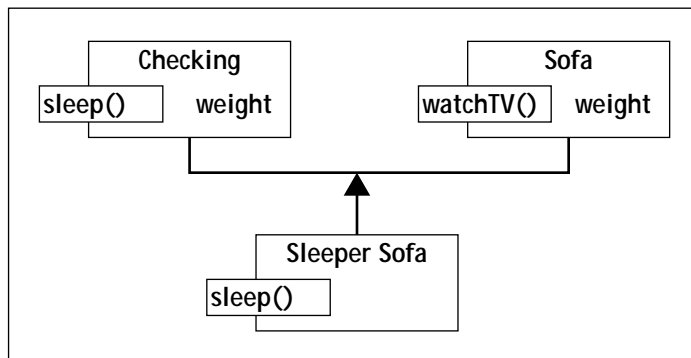 Checking
sleep() weight
Sofa
watchTV() weight
Sleeper Sofa
sleep()